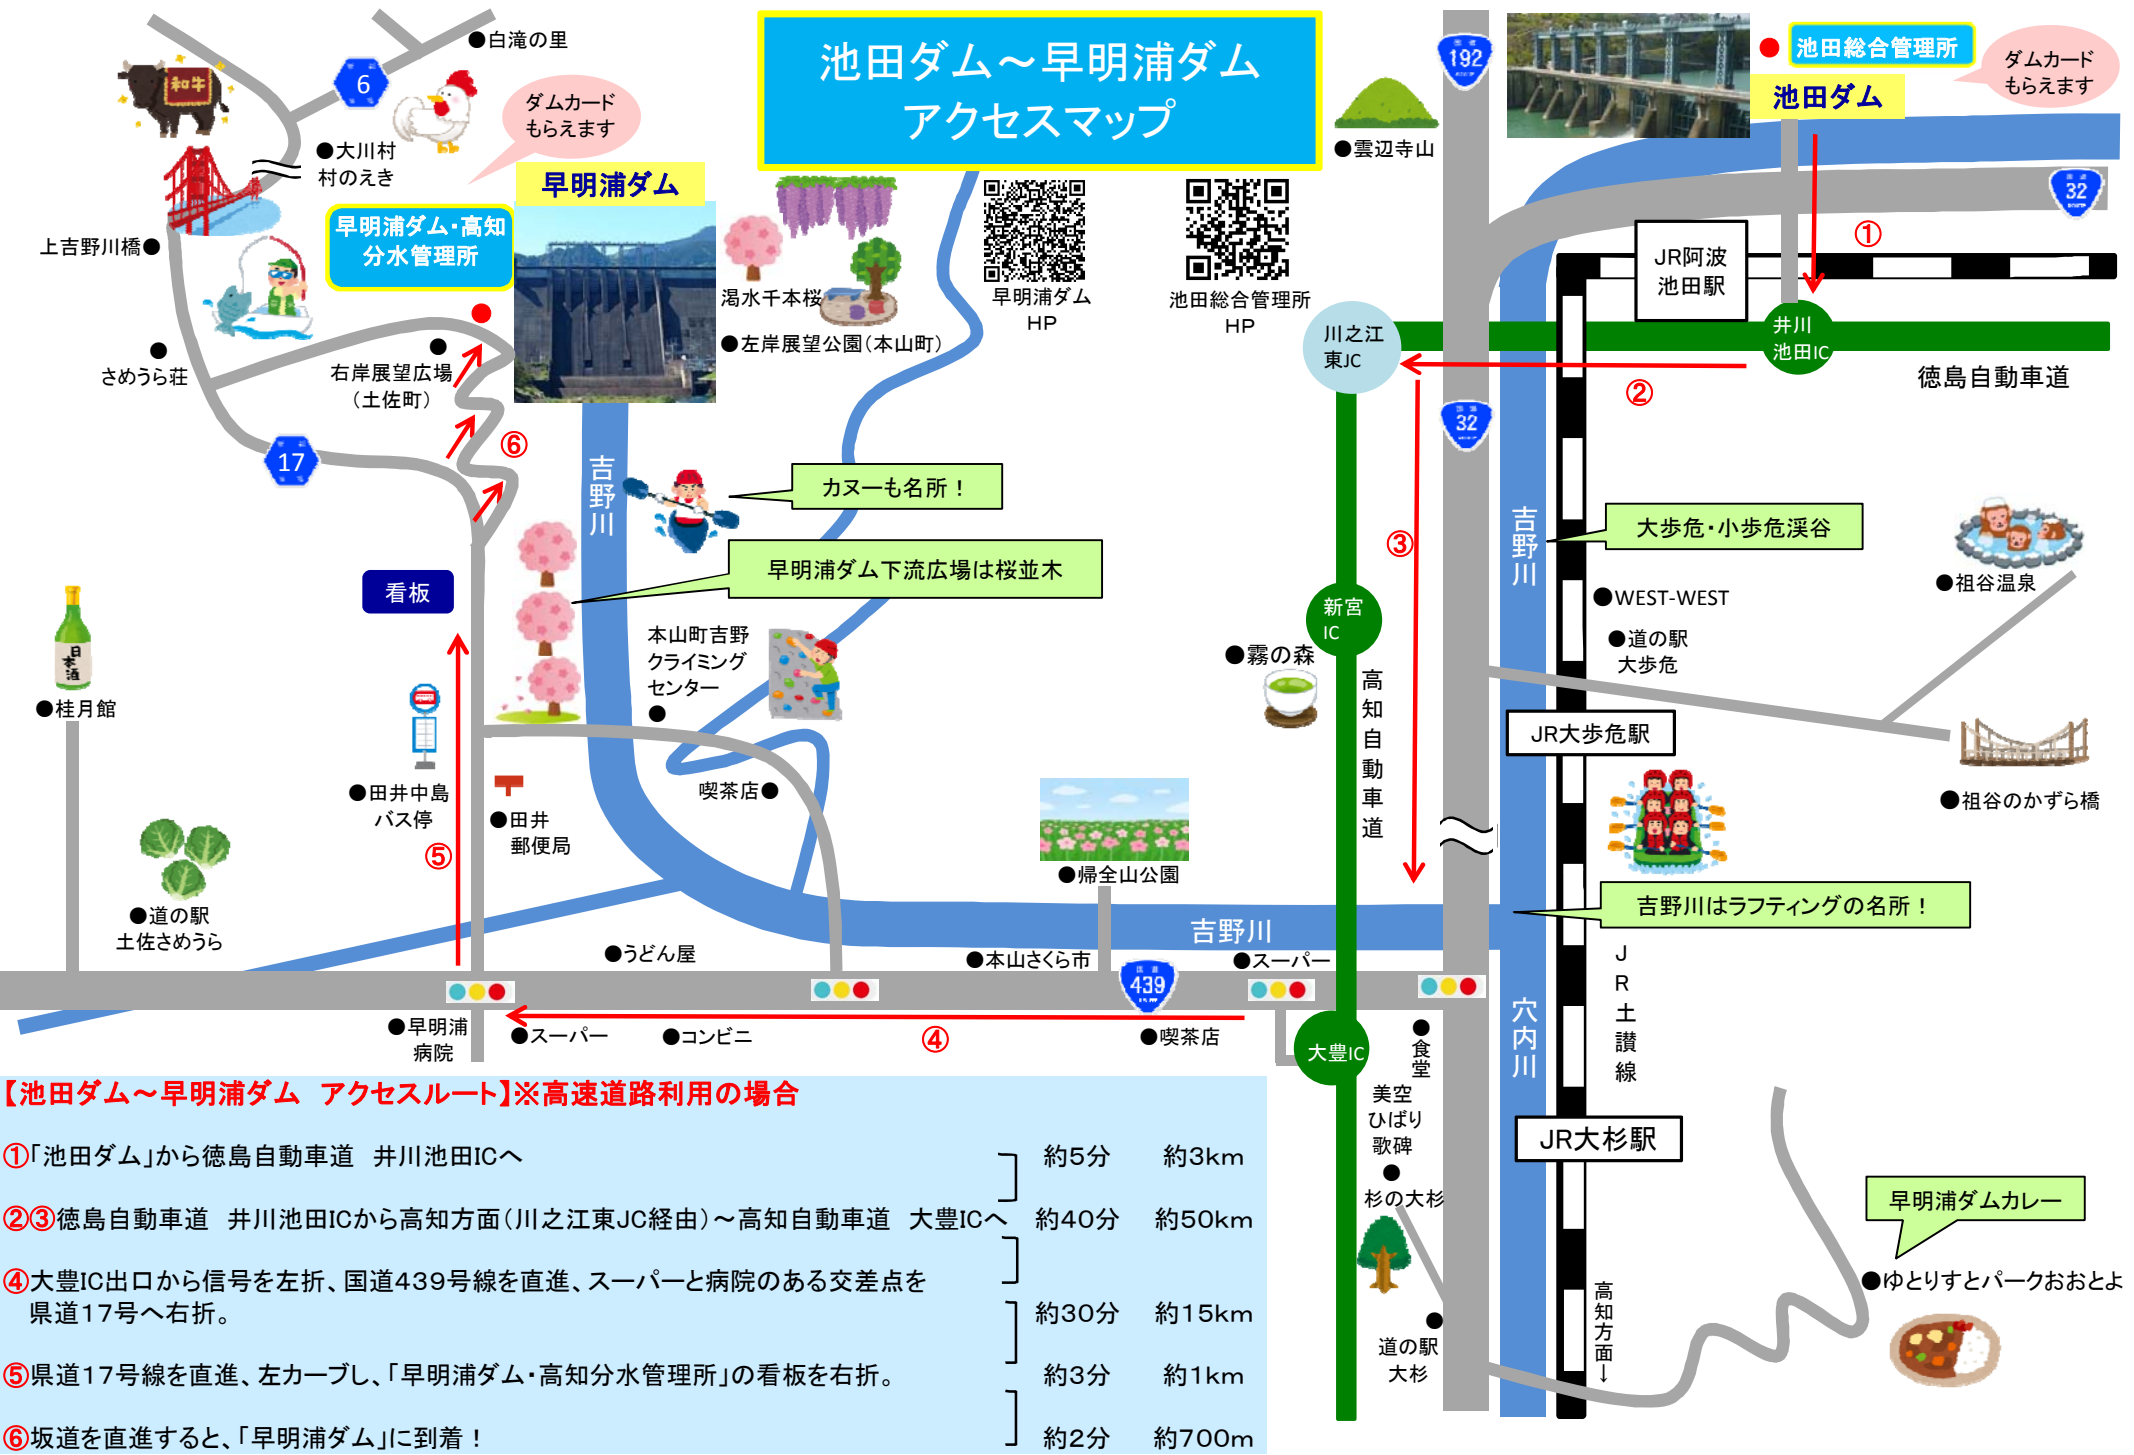 池田ダム～早明浦ダム
アクセスマップ
●白滝の里
6
和牛
ダムカード
もらえます
●大川村
村のえき
早明浦ダム
早明浦ダム・高知
分水管理所
上吉野川橋●
渇水千本桜
●左岸展望公園(本山町)
早明浦ダム
HP
池田総合管理所
HP
●
さめうら荘
●
右岸展望広場
(土佐町)
17
⑥
192
●雲辺寺山
● 池田総合管理所
池田ダム
ダムカード
もらえます
32
①
JR阿波
池田駅
井川
池田IC
川之江
東JC
②
徳島自動車道
32
吉野川
カヌーも名所！
早明浦ダム下流広場は桜並木
③
吉野川
大歩危・小歩危渓谷
●祖谷温泉
●WEST-WEST
●道の駅
大歩危
看板
日本酒
●桂月館
本山町吉野
クライミング
センター
●
新宮
IC
●霧の森
高知自動車道
JR大歩危駅
●祖谷のかずら橋
●田井中島
バス停
●田井
郵便局
喫茶店●
⑤
●帰全山公園
吉野川はラフティングの名所！
●道の駅
土佐さめうら
吉野川
●うどん屋
●本山さくら市
●スーパー
国道
439
JR土讃線
穴内川
●早明浦
病院
●スーパー
●コンビニ
④
●喫茶店
大豊IC
●食堂
美空
ひばり
歌碑
●
杉の大杉
JR大杉駅
早明浦ダムカレー
●ゆとりすとパークおおとよ
●
道の駅
大杉
高知方面↓
【池田ダム～早明浦ダム　アクセスルート】※高速道路利用の場合
①「池田ダム」から徳島自動車道　井川池田ICへ　約5分　約3km
②③徳島自動車道　井川池田ICから高知方面(川之江東JC経由)～高知自動車道　大豊ICへ　約40分　約50km
④大豊IC出口から信号を左折、国道439号線を直進、スーパーと病院のある交差点を
県道17号へ右折。　約30分　約15km
⑤県道17号線を直進、左カーブし、「早明浦ダム・高知分水管理所」の看板を右折。　約3分　約1km
⑥坂道を直進すると、「早明浦ダム」に到着！　約2分　約700m